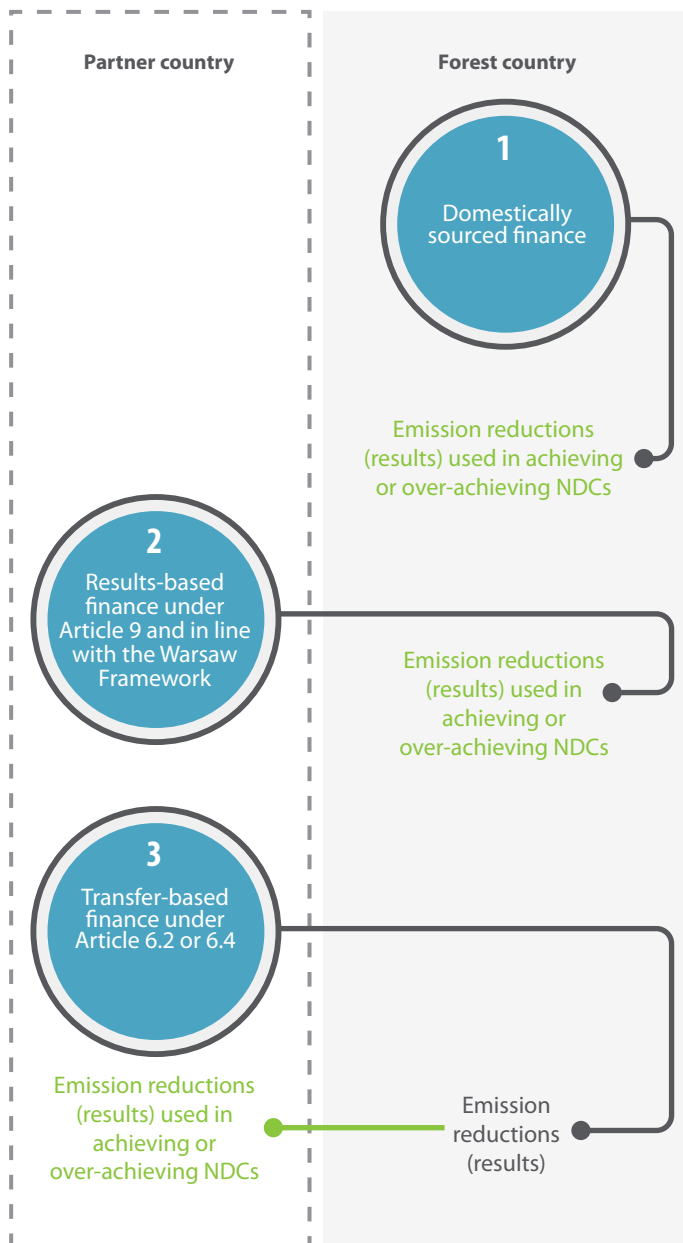 Partner country
Forest country
1
Domestically
sourced finance
Emission reductions
(results) used in achieving
or over-achieving NDCs
2
Results-based
finance under
Article 9 and in line
with the Warsaw
Framework
Emission reductions
(results) used in
achieving or
over-achieving NDCs
3
Transfer-based
finance under
Article 6.2 or 6.4
Emission reductions
(results) used in
achieving or
over-achieving NDCs
Emission
reductions
(results)